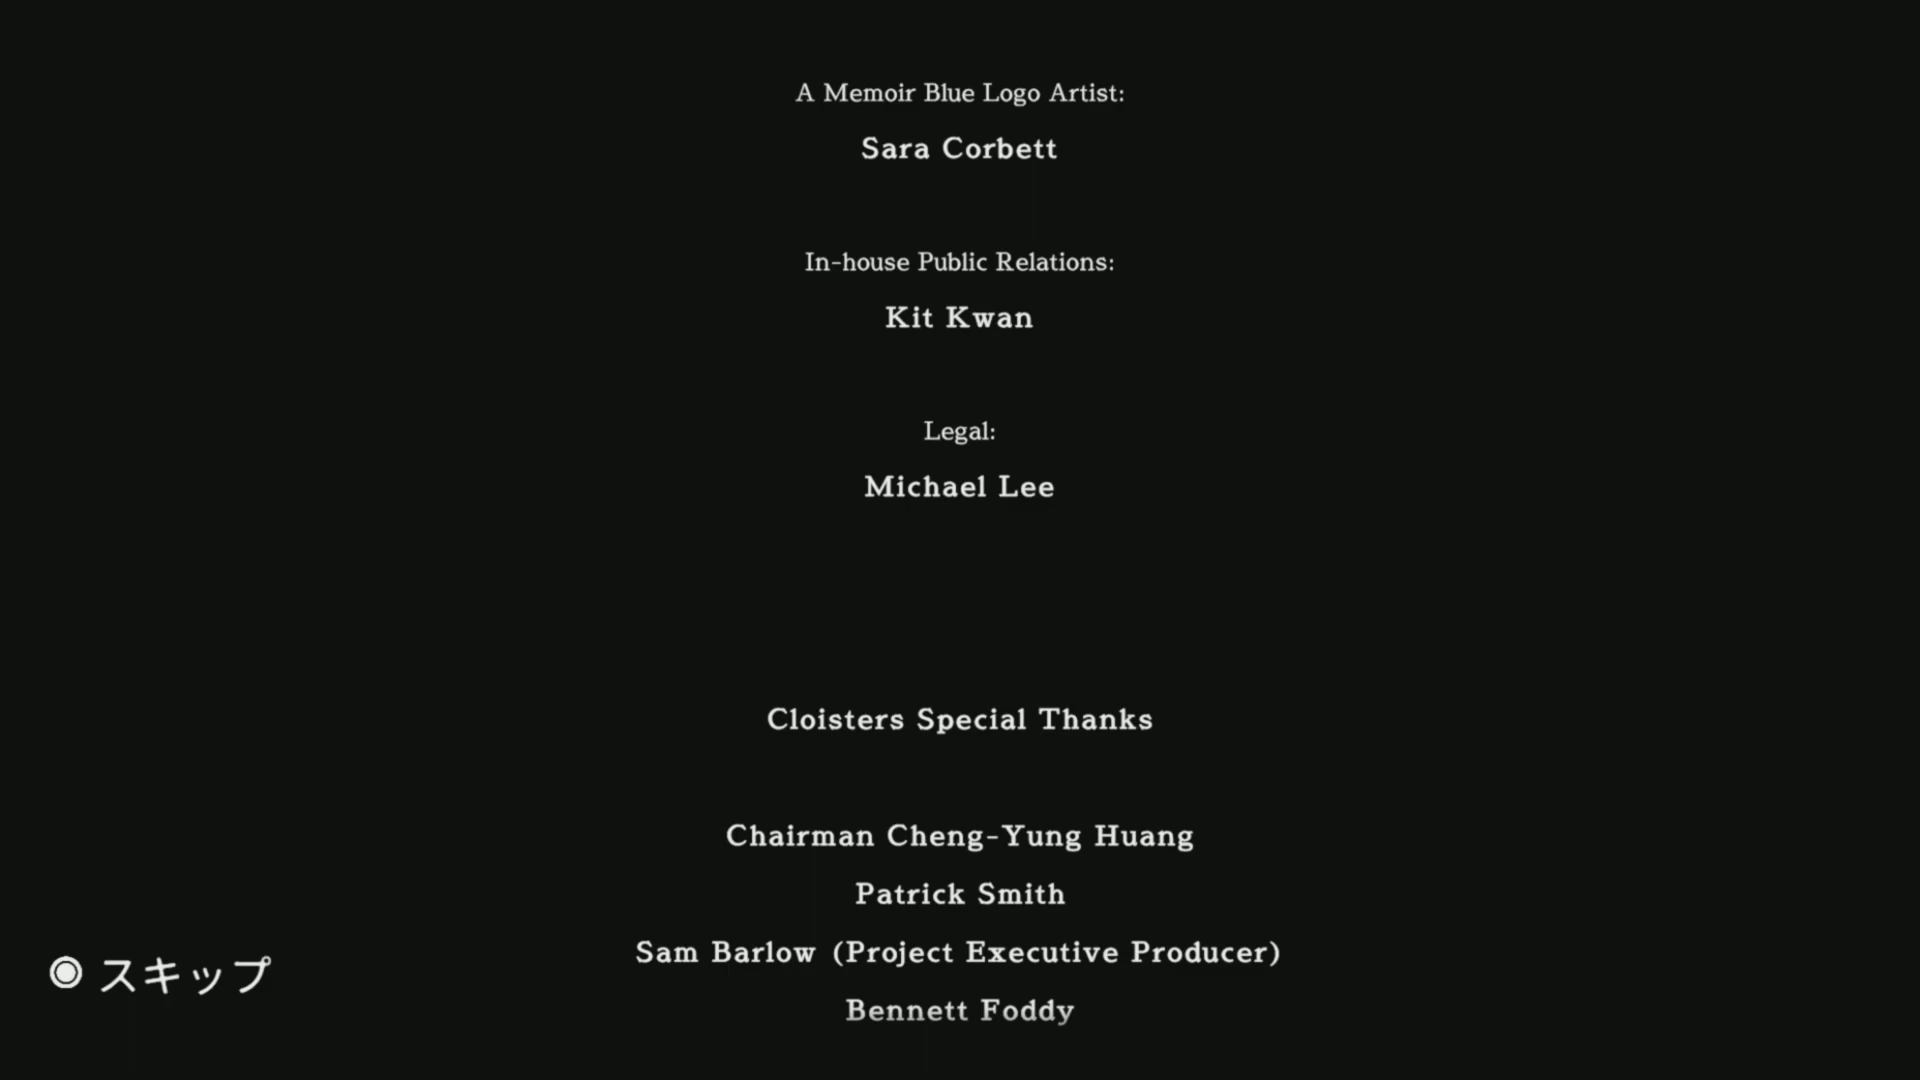 A Memoir Blue Logo Artist:
Sara Corbett
In-house Public Relations:
Kit Kwan
Legal:
Michael Lee
Cloisters Special Thanks
Chairman Cheng-Yung Huang
Patrick Smith
Sam Barlow (Project Executive Producer)
Bennett Foddy
スキップ